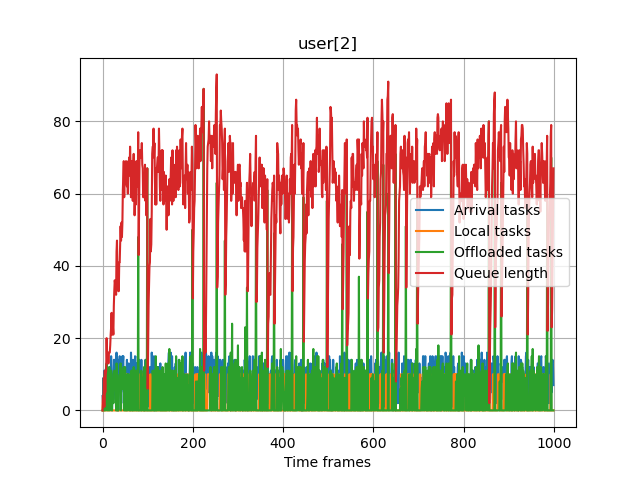 user[2]
80
60
40
20
0
Arrival tasks
Local tasks
Offloaded tasks
Queue length
0 200 400 600 800 1000
Time frames